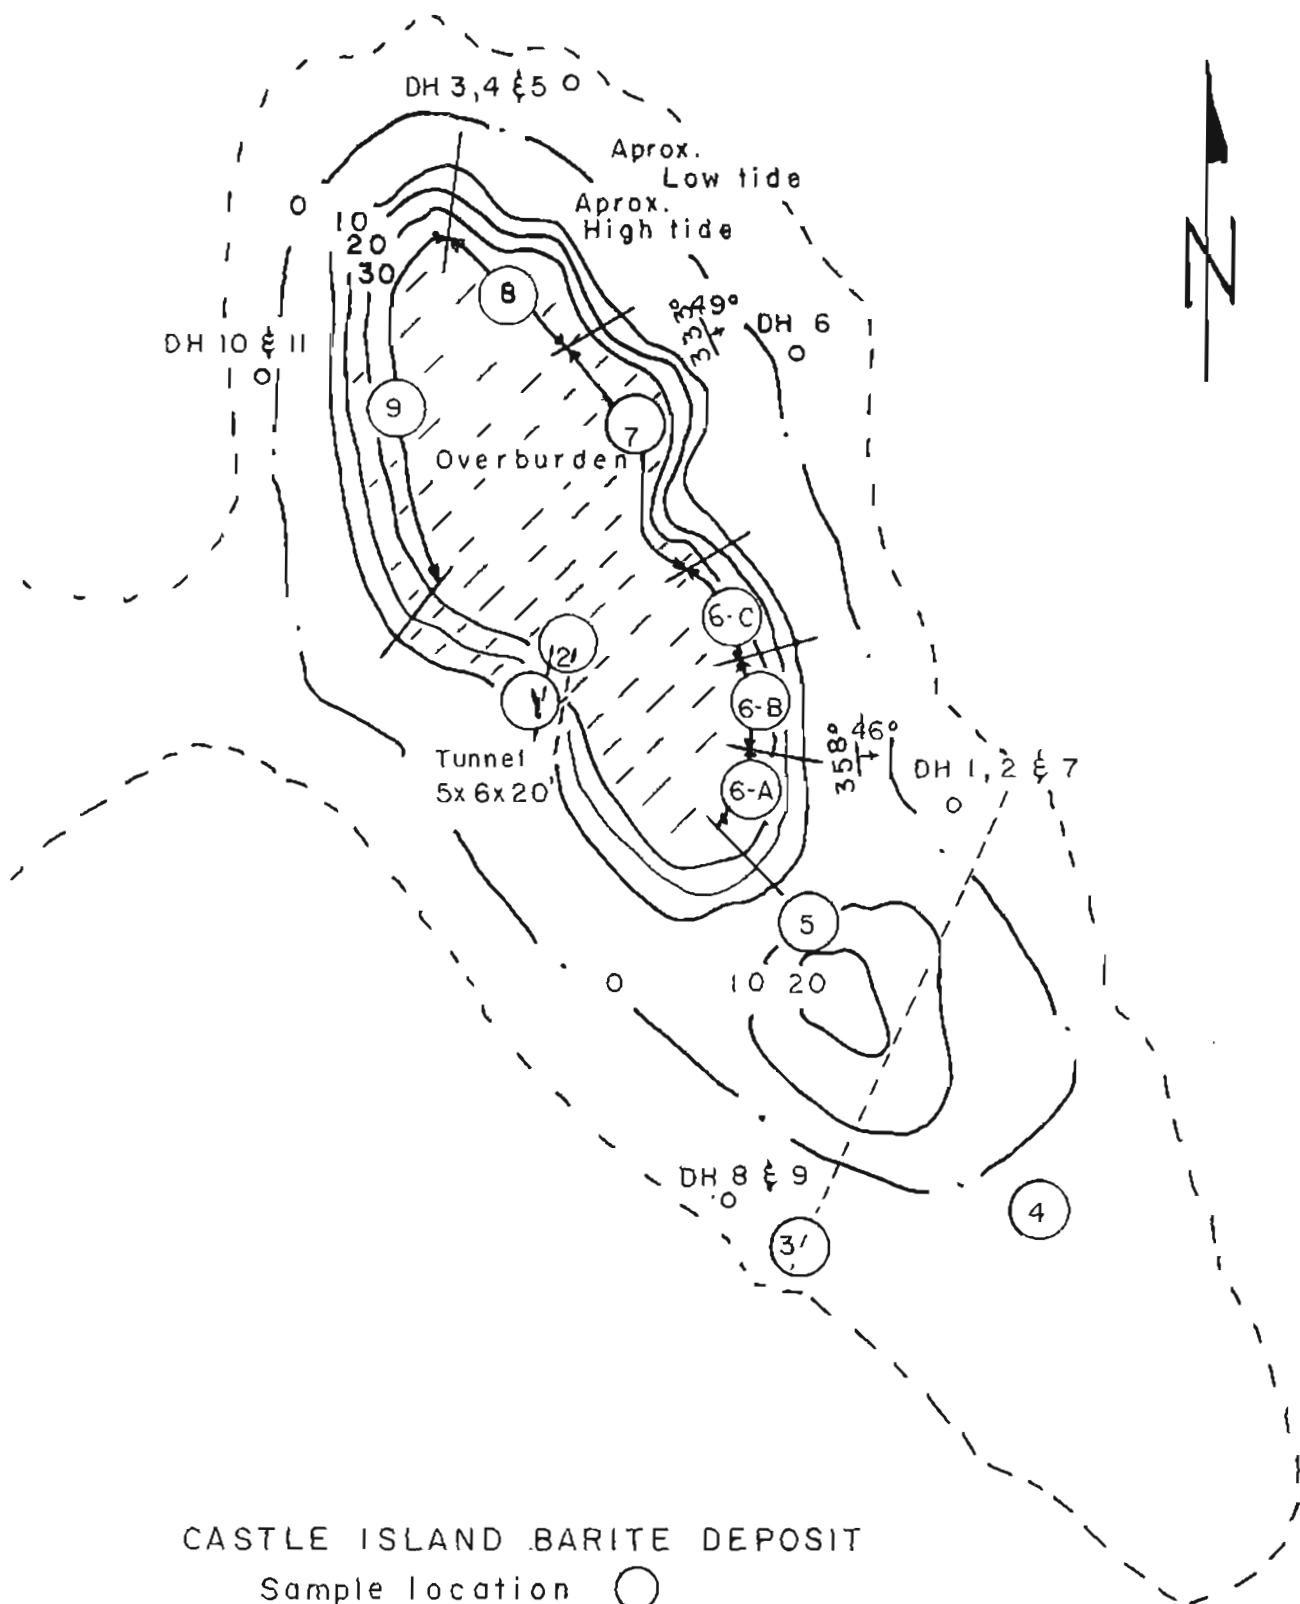 DH 3,4 &5
Aprox.
Low tide
Aprox.
High tide
N
0
10
20
30
8
333°
49°
DH 6
DH 10 & 11
9
7
Overburden
6-C
2
1
6-B
Tunnel
5x6x20'
358°
46°
DH 1, 2 & 7
6-A
5
0
10 20
DH 8 & 9
4
3
CASTLE ISLAND BARITE DEPOSIT
Sample location